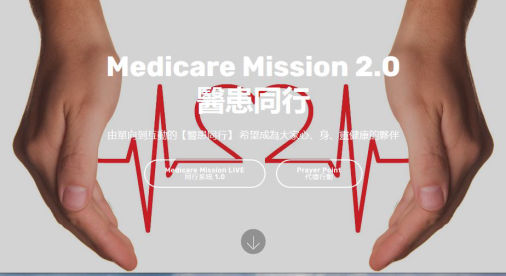 Medicare Mission 2.0
醫患同行
由單向到互動的【醫患同行】 希望成為大家心、身、靈健康的夥伴
Medicare Mission LIVE
同行系統 1.0
Prayer Point
代禱行動